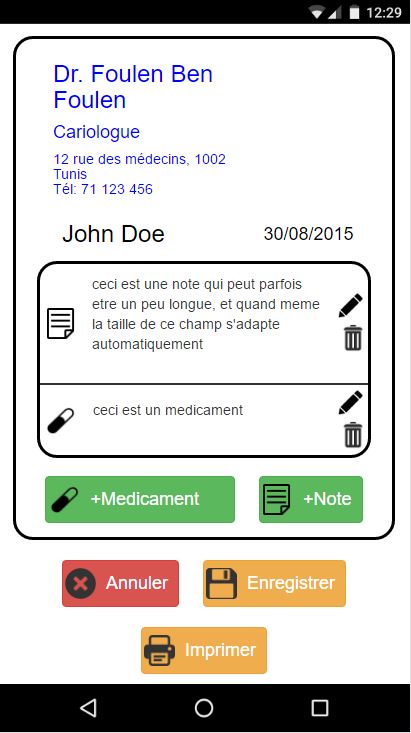 12:29
Dr. Foulen Ben
Foulen
Cariologue
12 rue des médecins, 1002
Tunis
Tél: 71 123 456
John Doe 30/08/2015
ceci est une note qui peut parfois
etre un peu longue, et quand meme
la taille de ce champ s'adapte
automatiquement
ceci est un medicament
+Medicament +Note
Annuler Enregistrer
Imprimer